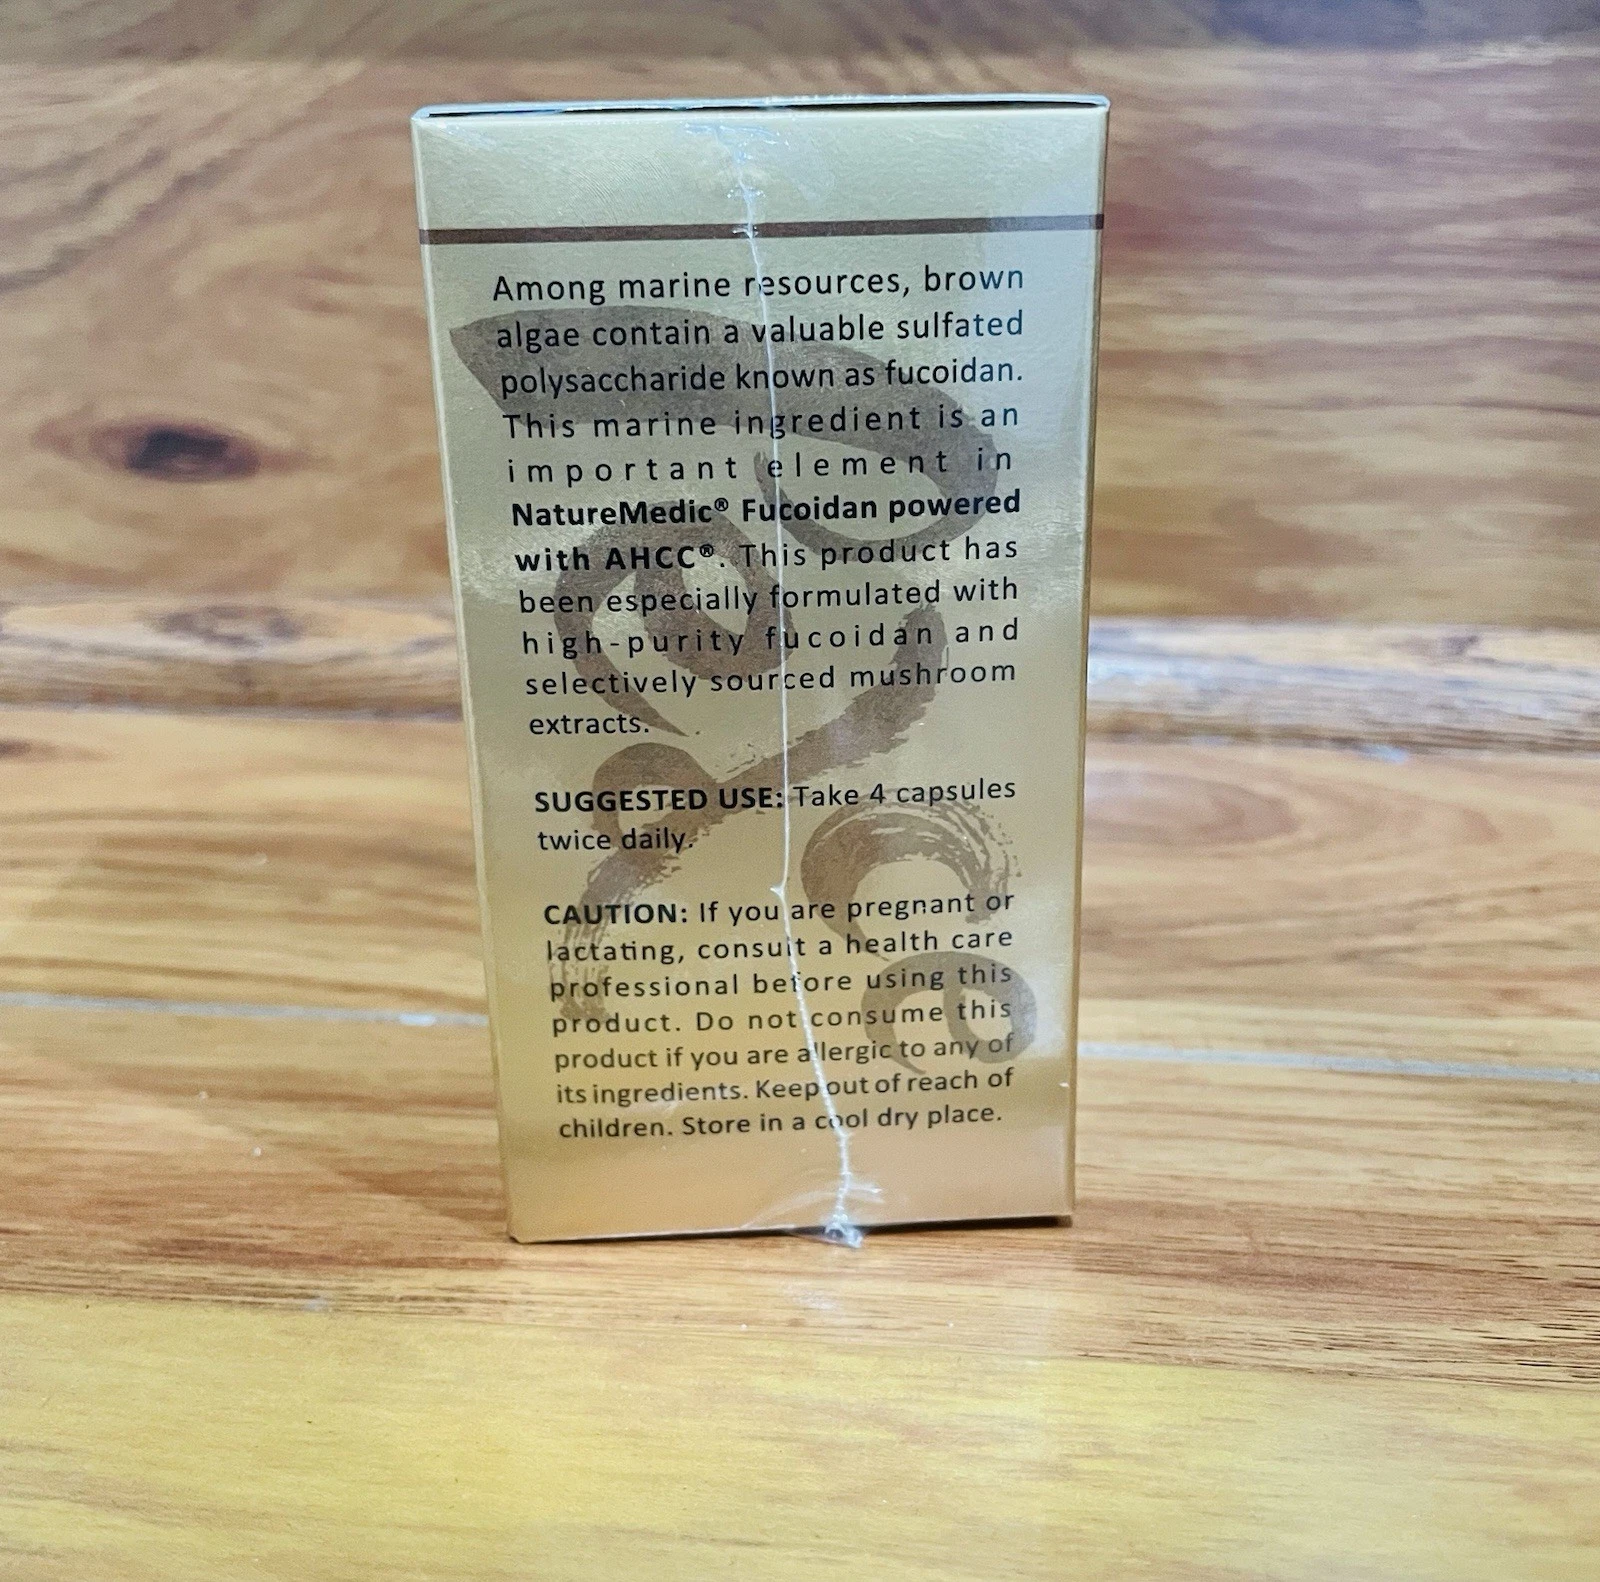 Among marine resources, brown
algae contain a valuable sulfated
polysaccharide known as fucoidan.
This marine ingredient is an
important element in
NatureMedic® Fucoidan powered
with AHCC®. This product has
been especially formulated with
high-purity fucoidan and
selectively sourced mushroom
extracts.
SUGGESTED USE: Take 4 capsules
twice daily.
CAUTION: If you are pregnant or
lactating, consult a health care
professional before using this
product. Do not consume this
product if you are allergic to any of
its ingredients. Keep out of reach of
children. Store in a cool dry place.